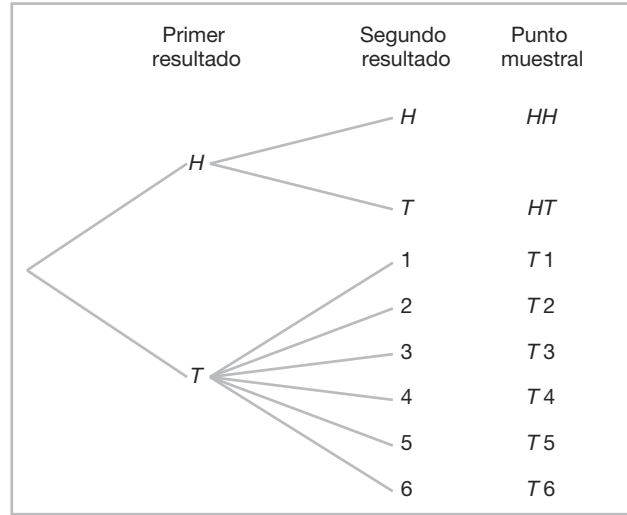 Primer resultado
Segundo resultado
Punto muestral
H HH
H
T HT
1 T1
2 T2
3 T3
T
4 T4
5 T5
6 T6